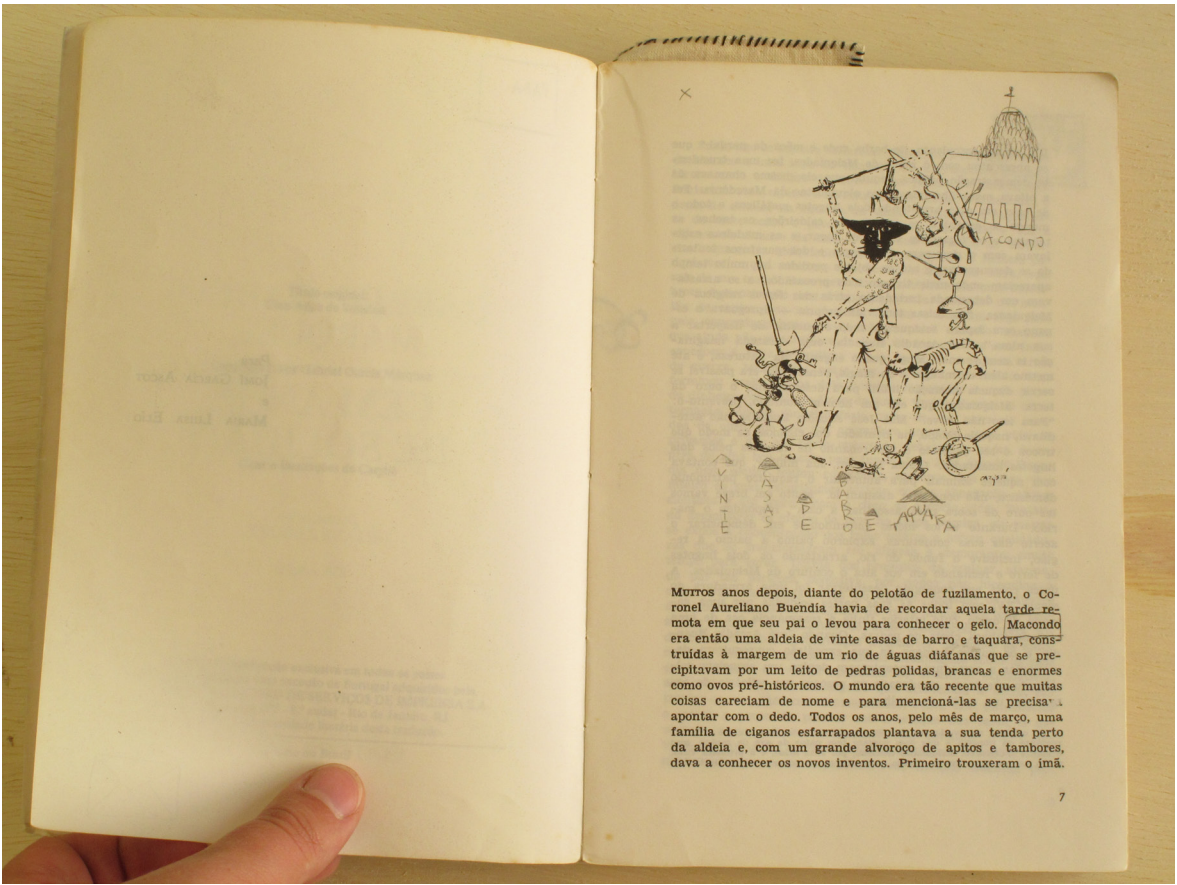 x
MACONDO
VINTE CASAS DE BARRO E TAQUARA
MUITOS anos depois, diante do pelotão de fuzilamento, o Co-
ronel Aureliano Buendía havia de recordar aquela tarde re-
mota em que seu pai o levou para conhecer o gelo. Macondo
era então uma aldeia de vinte casas de barro e taquara, cons-
truídas à margem de um rio de águas diáfanas que se pre-
cipitavam por um leito de pedras polidas, brancas e enormes
como ovos pré-históricos. O mundo era tão recente que muitas
coisas careciam de nome e para mencioná-las se precisava
apontar com o dedo. Todos os anos, pelo mês de março, uma
família de ciganos esfarrapados plantava a sua tenda perto
da aldeia e, com um grande alvoroço de apitos e tambores,
dava a conhecer os novos inventos. Primeiro trouxeram o imã.
7